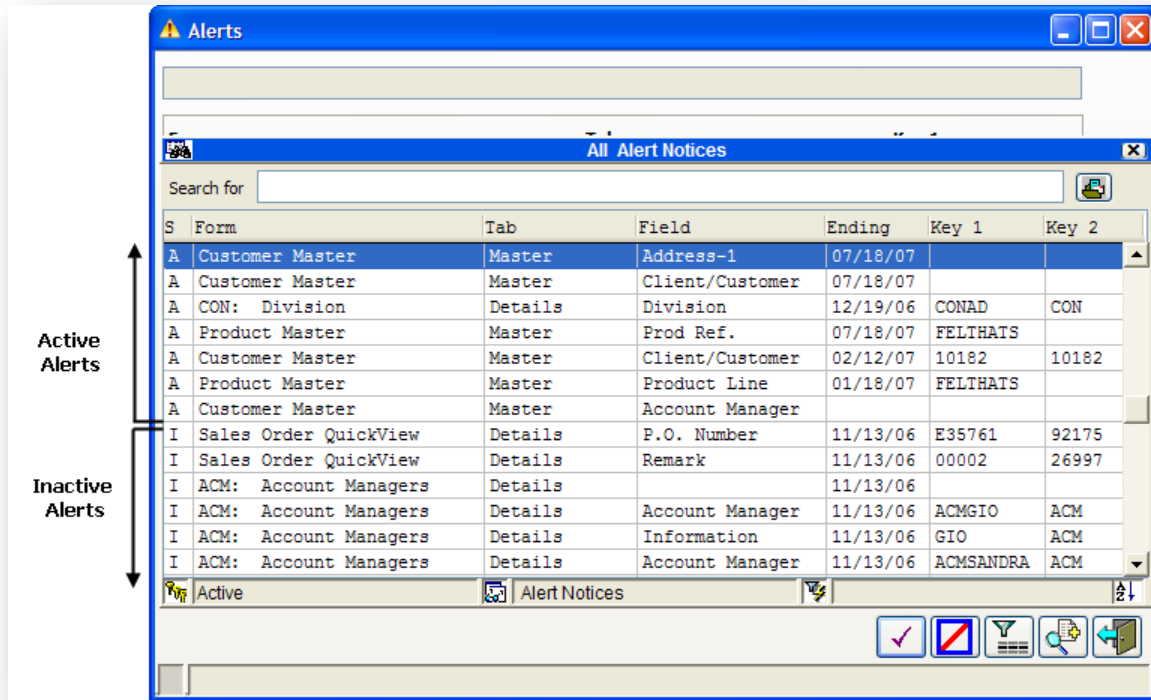 Alerts
All Alert Notices
Search for
S Form Tab Field Ending Key 1 Key 2
A Customer Master Master Address-1 07/18/07
A Customer Master Master Client/Customer 07/18/07
A CON: Division Details Division 12/19/06 CONAD CON
A Product Master Master Prod Ref. 07/18/07 FELTHATS
A Customer Master Master Client/Customer 02/12/07 10182 10182
A Product Master Master Product Line 01/18/07 FELTHATS
A Customer Master Master Account Manager
I Sales Order QuickView Details P.O. Number 11/13/06 E35761 92175
I Sales Order QuickView Details Remark 11/13/06 00002 26997
I ACM: Account Managers Details 11/13/06
I ACM: Account Managers Details Account Manager 11/13/06 ACMGIO ACM
I ACM: Account Managers Details Information 11/13/06 GIO ACM
I ACM: Account Managers Details Account Manager 11/13/06 ACMSANDRA ACM
Active Alert Notices
Active
Alerts
Inactive
Alerts